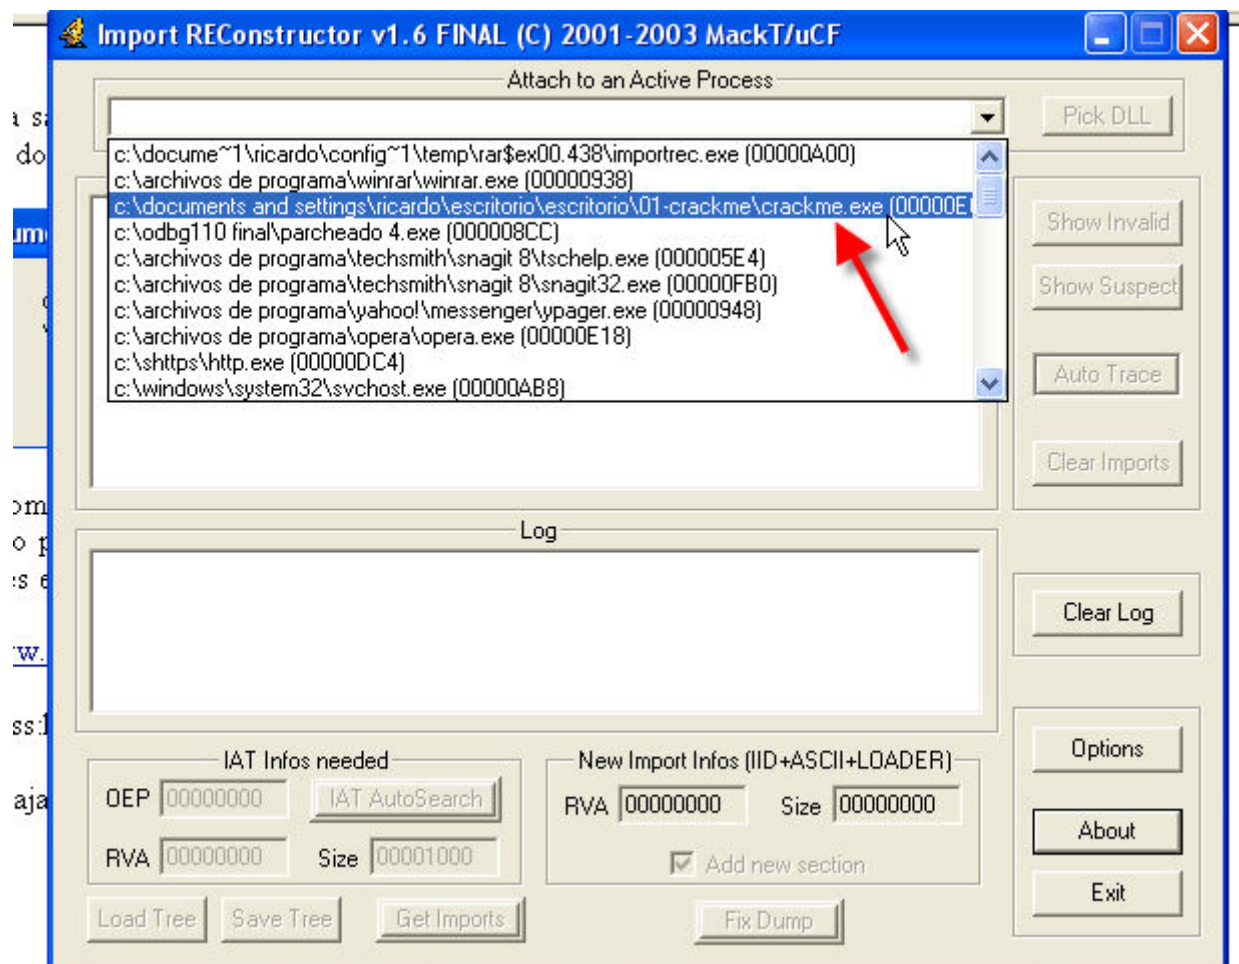 Import REConstructor v1.6 FINAL (C) 2001-2003 MackT/uCF
Attach to an Active Process
Pick DLL
c:\docume~1\ricardo\config~1\temp\rar$ex00.438\importrec.exe (00000A00)
c:\archivos de programa\winrar\winrar.exe (00000938)
c:\documents and settings\ricardo\escritorio\escritorio\01-crackme\crackme.exe (00000E
c:\odbg110 final\parcheado 4.exe (000008CC)
c:\archivos de programa\techsmith\snagit 8\tschelp.exe (000005E4)
c:\archivos de programa\techsmith\snagit 8\snagit32.exe (00000FB0)
c:\archivos de programa\yahoo!\messenger\ypager.exe (00000948)
c:\archivos de programa\opera\opera.exe (00000E18)
c:\shttps\http.exe (00000DC4)
c:\windows\system32\svchost.exe (00000AB8)
Show Invalid
Show Suspect
Auto Trace
Clear Imports
Log
Clear Log
IAT Infos needed
OEP 00000000 IAT AutoSearch
RVA 00000000 Size 00001000
New Import Infos (IID+ASCII+LOADER)
RVA 00000000 Size 00000000
Add new section
Options
About
Exit
Load Tree Save Tree Get Imports Fix Dump
do
w.
aja